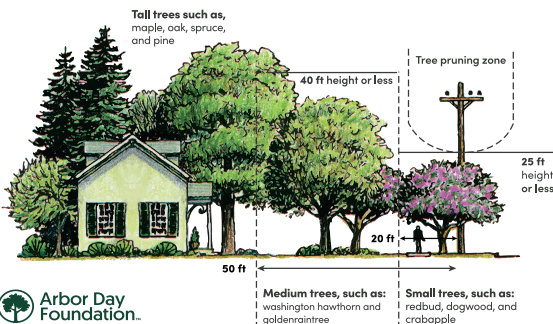 Tall trees such as,
maple, oak, spruce,
and pine
Tree pruning zone
40 ft height or less
25 ft
height
or less
20 ft
50 ft
Medium trees, such as:
washington hawthorn and
goldenraintree
Small trees, such as:
redbud, dogwood, and
crabapple
Arbor Day
Foundation™